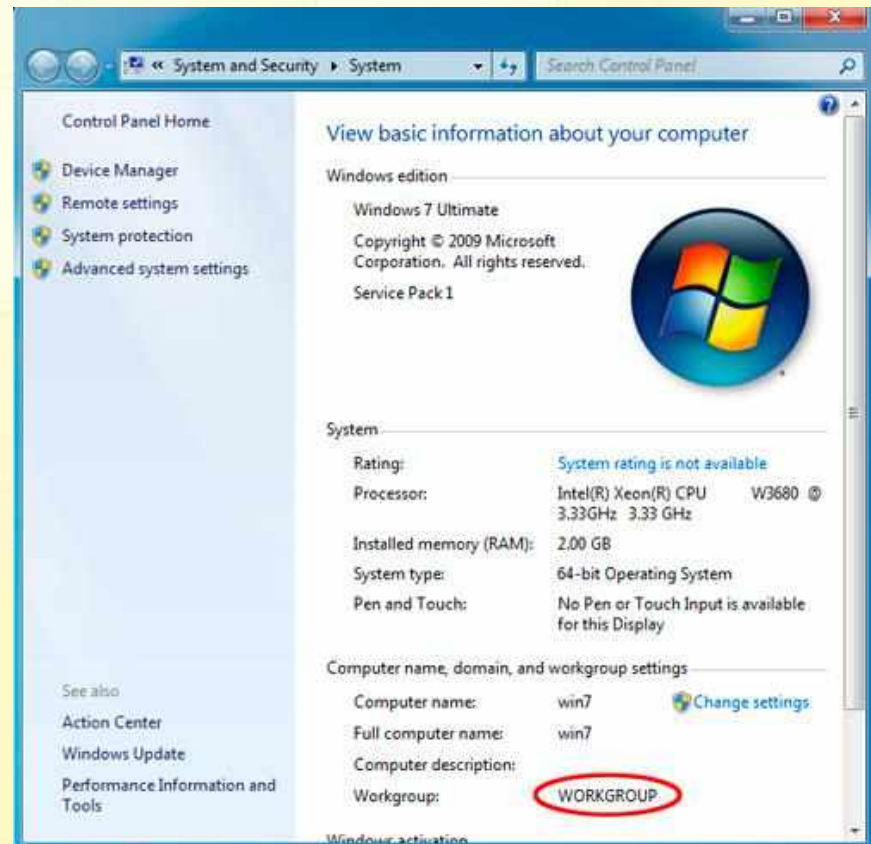 « System and Security ▸ System
Search Control Panel
Control Panel Home
Device Manager
Remote settings
System protection
Advanced system settings
See also
Action Center
Windows Update
Performance Information and
Tools
View basic information about your computer
Windows edition
Windows 7 Ultimate
Copyright © 2009 Microsoft
Corporation. All rights reserved.
Service Pack 1
System
Rating: System rating is not available
Processor: Intel(R) Xeon(R) CPU W3680 @
3.33GHz 3.33 GHz
Installed memory (RAM): 2.00 GB
System type: 64-bit Operating System
Pen and Touch: No Pen or Touch Input is available
for this Display
Computer name, domain, and workgroup settings
Computer name: win7 Change settings
Full computer name: win7
Computer description:
Workgroup: WORKGROUP
Windows activation